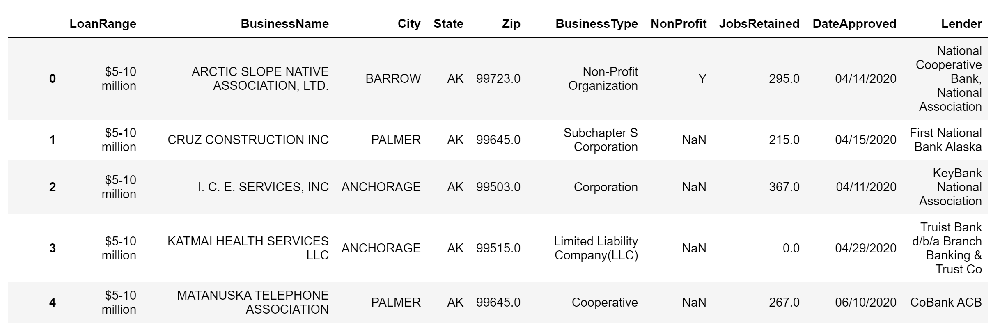 LoanRange BusinessName City State Zip BusinessType NonProfit JobsRetained DateApproved Lender
0 $5-10 million ARCTIC SLOPE NATIVE ASSOCIATION, LTD. BARROW AK 99723.0 Non-Profit Organization Y 295.0 04/14/2020 National Cooperative Bank, National Association
1 $5-10 million CRUZ CONSTRUCTION INC PALMER AK 99645.0 Subchapter S Corporation NaN 215.0 04/15/2020 First National Bank Alaska
2 $5-10 million I. C. E. SERVICES, INC ANCHORAGE AK 99503.0 Corporation NaN 367.0 04/11/2020 KeyBank National Association
3 $5-10 million KATMAI HEALTH SERVICES LLC ANCHORAGE AK 99515.0 Limited Liability Company(LLC) NaN 0.0 04/29/2020 Truist Bank d/b/a Branch Banking & Trust Co
4 $5-10 million MATANUSKA TELEPHONE ASSOCIATION PALMER AK 99645.0 Cooperative NaN 267.0 06/10/2020 CoBank ACB